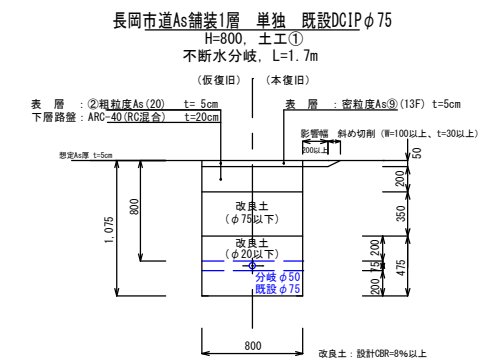 長岡市道As舗装1層　単独　既設DCIPφ75
H=800, 土工①
不断水分岐, L=1.7m
（仮復旧）（本復旧）
表　層　：②粗粒度As(20)　t= 5cm
下層路盤：ARC-40(RC混合)　t=20cm
表　層　：密粒度As⑨(13F) t=5cm
影響幅　斜め切削（W=100以上、t=30以上）
200以上
想定As厚 t=5cm
50
200
350
475
200
75
200
800
1,075
改良土
（φ75以下）
改良土
（φ20以下）
分岐φ50
既設φ75
800
改良土：設計CBR=8%以上